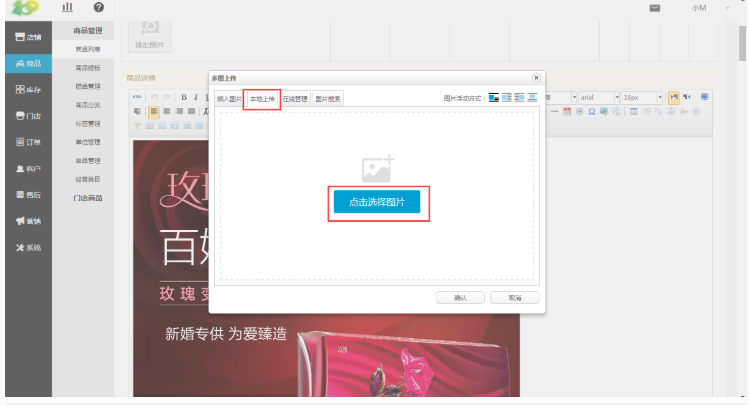 小M
店铺
商品
库存
门店
订单
客户
售后
营销
系统
商品管理
商品列表
商品模板
赠品管理
商品公关
标签管理
单位管理
单品管理
经营类目
门店商品
添加图片
商品详情
多图上传
插入图片 本地上传 在线管理 图片搜索
图片浮动方式：
arial 16px
点击选择图片
确认 取消
玫
百
玫瑰
新婚专供 为爱臻造